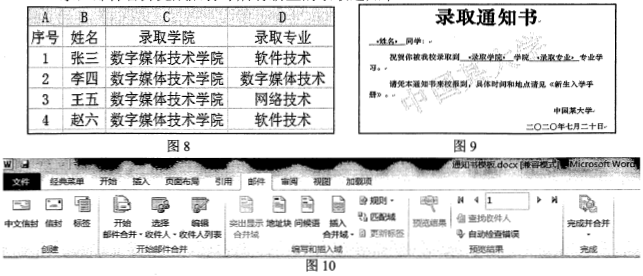 A B C D
序号 姓名 录取学院 录取专业
1 张三 数字媒体技术学院 软件技术
2 李四 数字媒体技术学院 数字媒体技术
3 王五 数字媒体技术学院 网络技术
4 赵六 数字媒体技术学院 软件技术
图 8
录取通知书
«姓名» 同学:
祝贺你被我校录取到 «录取学院» 学院 «录取专业» 专业学
习。
请凭本通知书来校报到,具体时间和地点请见《新生入学手
册》。
中国某大学
中国某大学
二〇二〇年七月二十日
图 9
通知书模板.docx [兼容模式] Microsoft Word
文件 经典菜单 开始 插入 页面布局 引用 邮件 审阅 视图 加载项
中文信封 信封 标签
创建
开始 邮件合并 选择 收件人 编辑 收件人列表
开始邮件合并
突出显示 合并域 地址块 问候语 插入 合并域
规则
匹配域
更新标签
编写和插入域
预览结果
1
查找收件人
自动检查错误
预览结果
完成并合并
完成
图 10